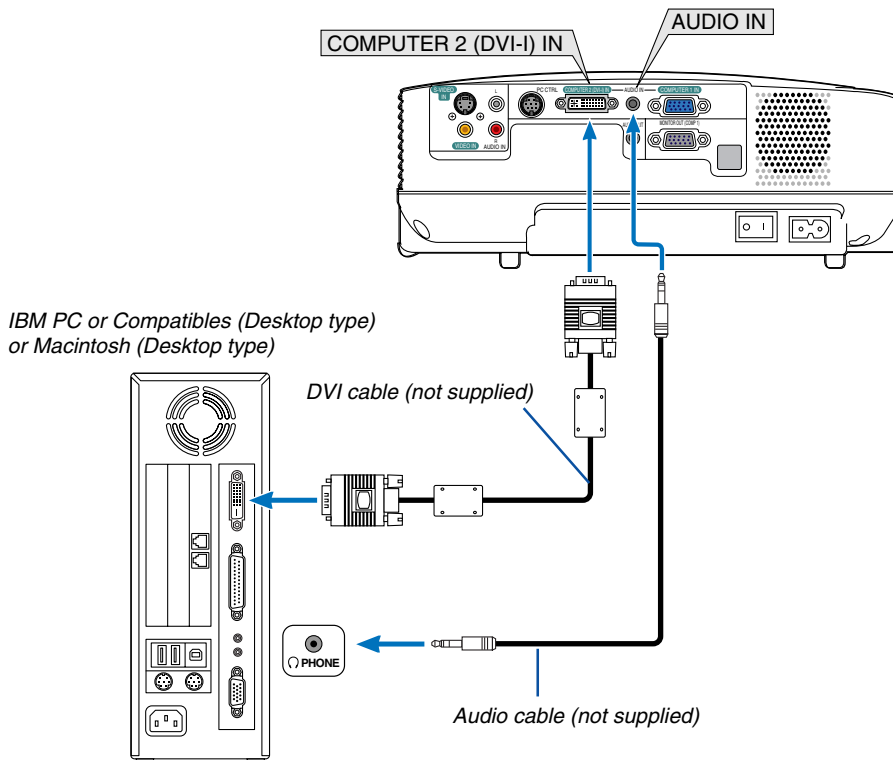 AUDIO IN
COMPUTER 2 (DVI-I) IN
S-VIDEO IN
L
PC CTRL
COMPUTER 2 (DVI-I) IN
AUDIO IN
COMPUTER 1 IN
VIDEO IN
R
AUDIO IN
MONITOR OUT (COMP 1)
IBM PC or Compatibles (Desktop type)
or Macintosh (Desktop type)
DVI cable (not supplied)
PHONE
Audio cable (not supplied)